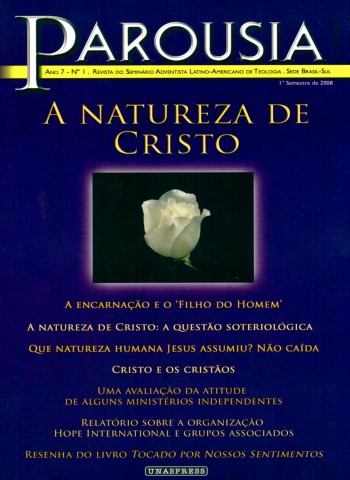 PAROUSIA
ANO 7 - Nº 1 . REVISTA DO SEMINÁRIO ADVENTISTA LATINO-AMERICANO DE TEOLOGIA . SEDE BRASIL-SUL
1º Semestre de 2008
A NATUREZA DE
CRISTO
A ENCARNAÇÃO E O 'FILHO DO HOMEM'
A NATUREZA DE CRISTO: A QUESTÃO SOTERIOLÓGICA
QUE NATUREZA HUMANA JESUS ASSUMIU? NÃO CAÍDA
CRISTO E OS CRISTÃOS
UMA AVALIAÇÃO DA ATITUDE
DE ALGUNS MINISTÉRIOS INDEPENDENTES
RELATÓRIO SOBRE A ORGANIZAÇÃO
HOPE INTERNATIONAL E GRUPOS ASSOCIADOS
RESENHA DO LIVRO TOCADO POR NOSSOS SENTIMENTOS
UNASPRESS